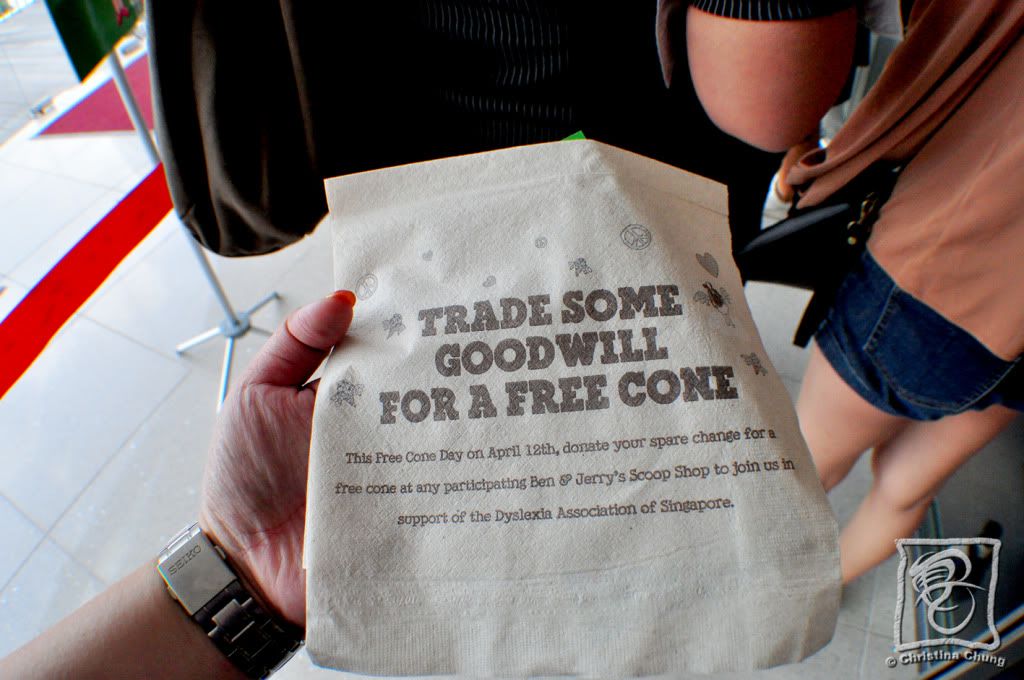 TRADE SOME
GOODWILL
FOR A FREE CONE
This Free Cone Day on April 12th, donate your spare change for a
free cone at any participating Ben & Jerry's Scoop Shop to join us in
support of the Dyslexia Association of Singapore.
SEIKO
© Christina Chung